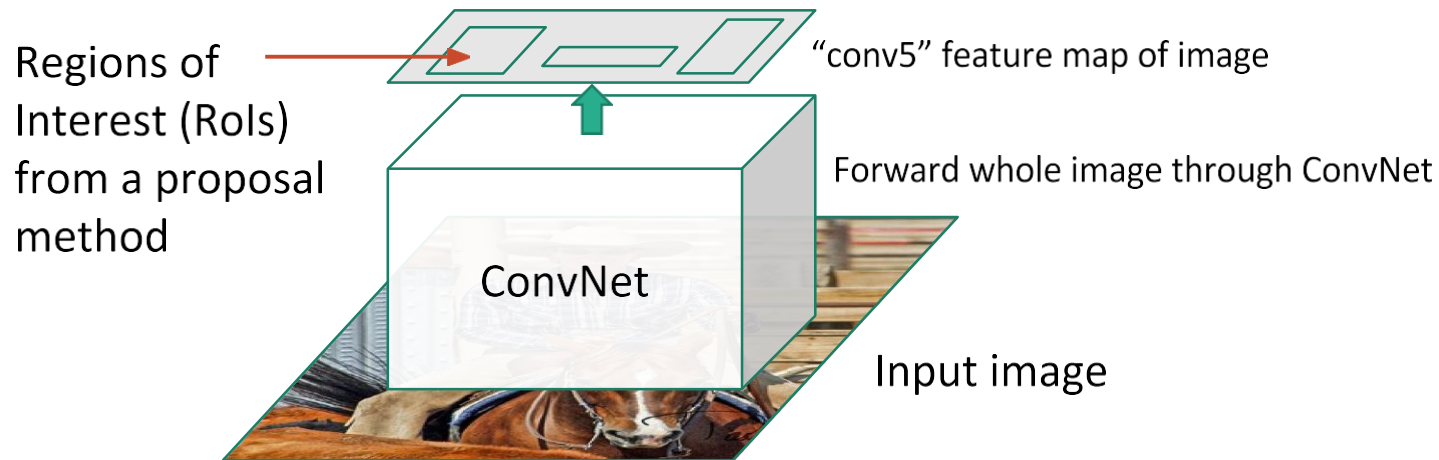 Regions of
Interest (RoIs)
from a proposal
method
“conv5” feature map of image
Forward whole image through ConvNet
ConvNet
Input image